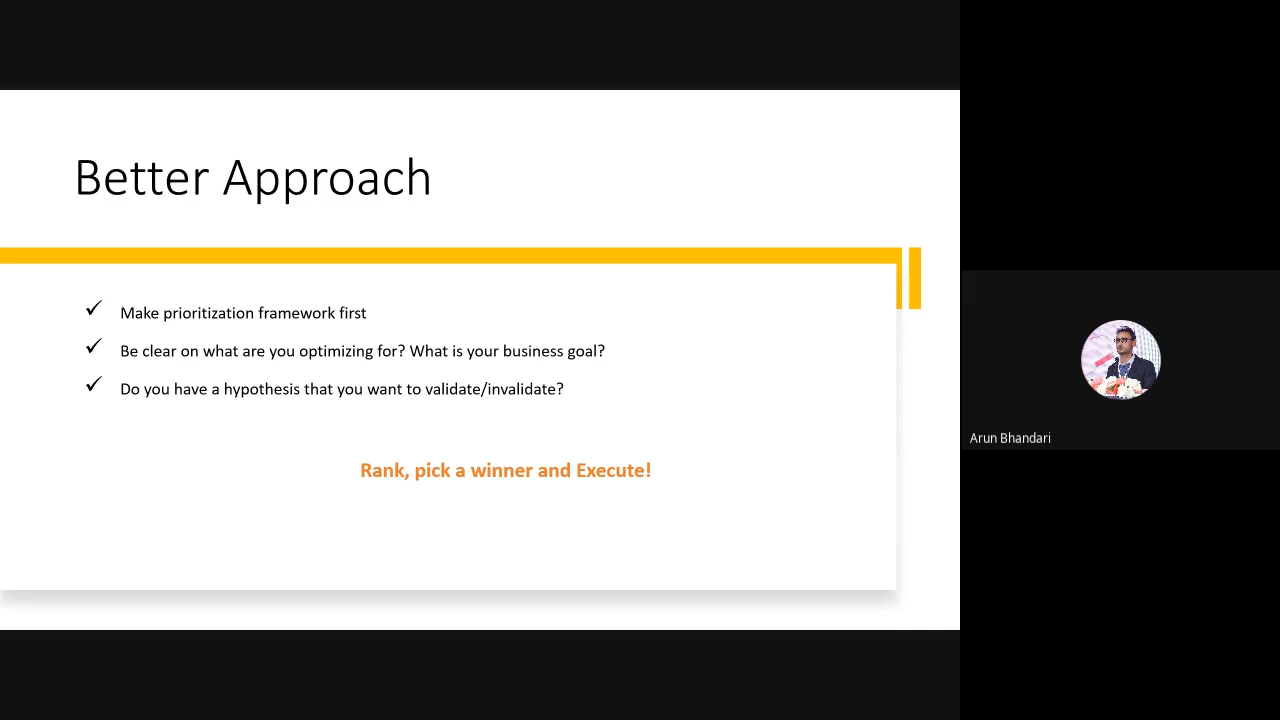 Better Approach
Make prioritization framework first
Be clear on what are you optimizing for? What is your business goal?
Do you have a hypothesis that you want to validate/invalidate?
Rank, pick a winner and Execute!
Arun Bhandari